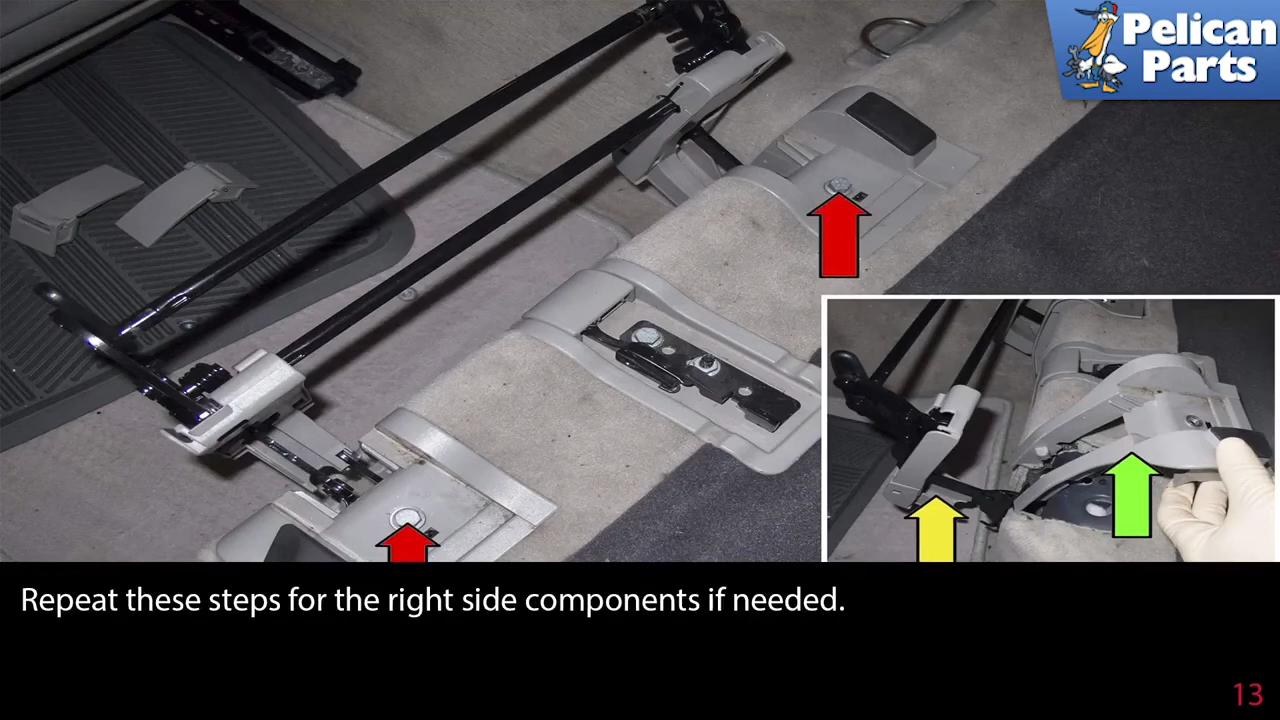 Pelican
Parts
Repeat these steps for the right side components if needed.
13